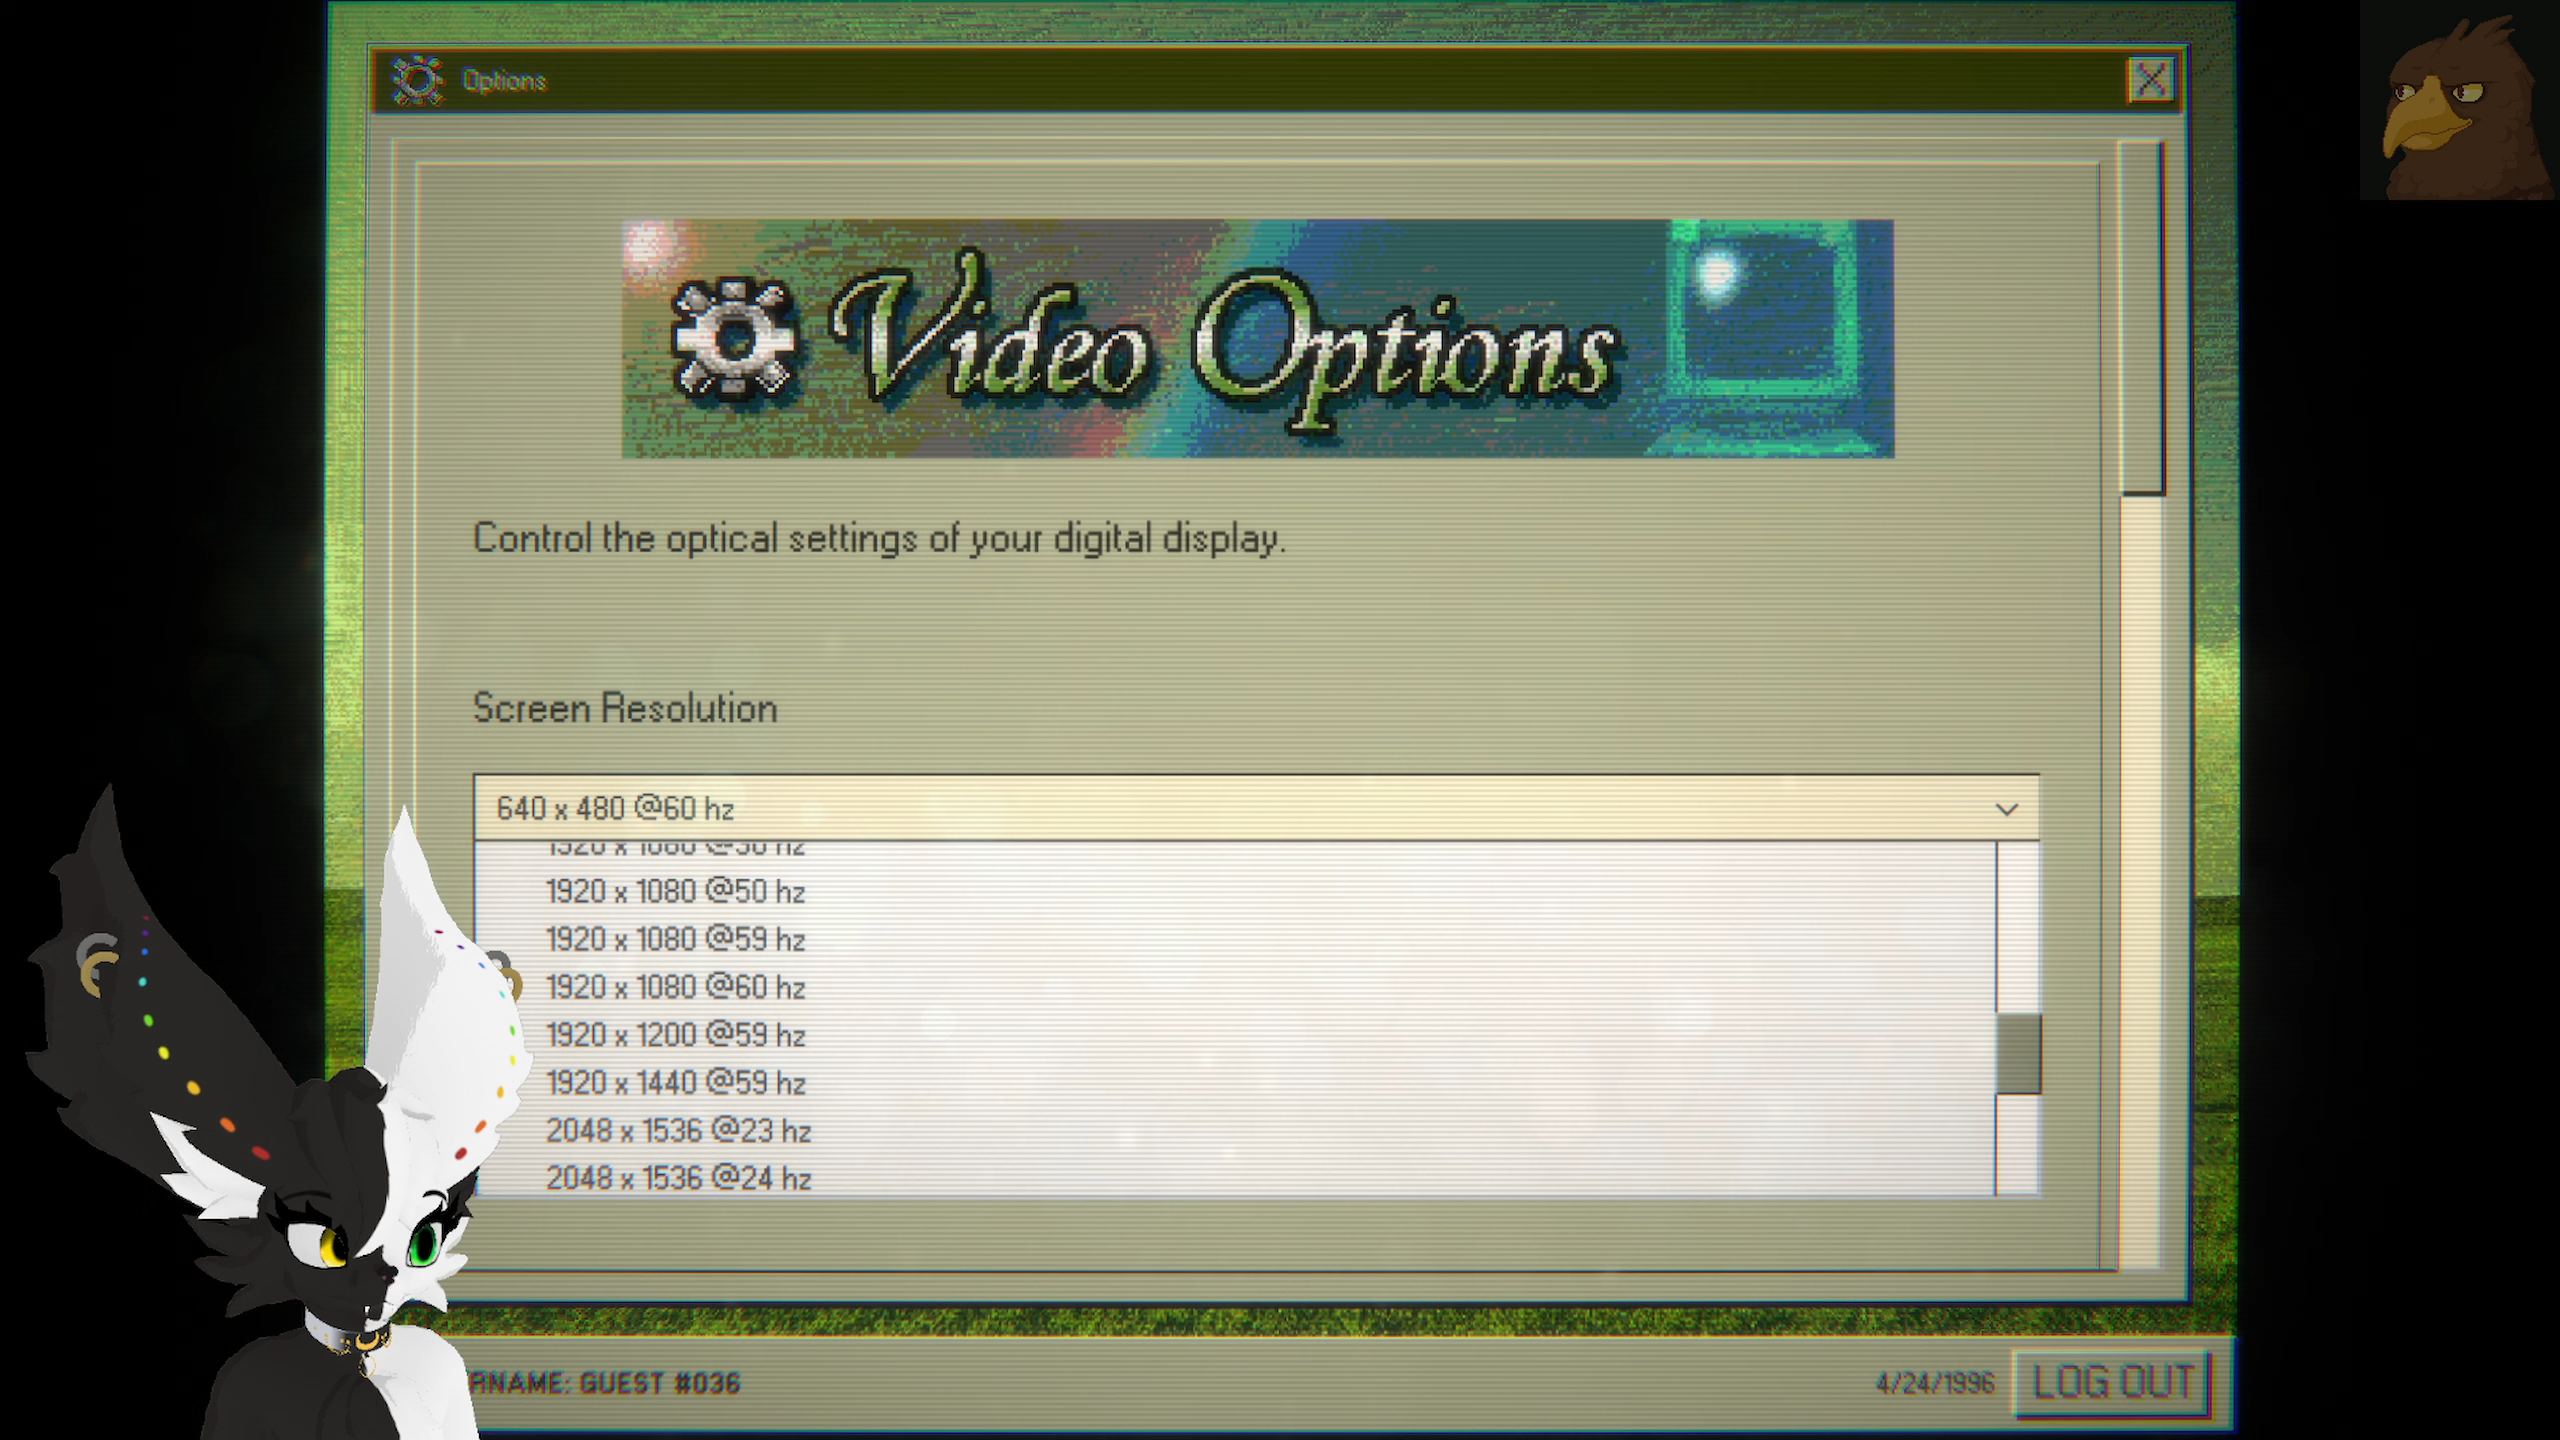 Options
Video Options
Control the optical settings of your digital display.
Screen Resolution
640 x 480 @60 hz
1920 x 1080 @50 hz
1920 x 1080 @59 hz
1920 x 1080 @60 hz
1920 x 1200 @59 hz
1920 x 1440 @59 hz
2048 x 1536 @23 hz
2048 x 1536 @24 hz
RNAME: GUEST #036
4/24/1996
LOG OUT